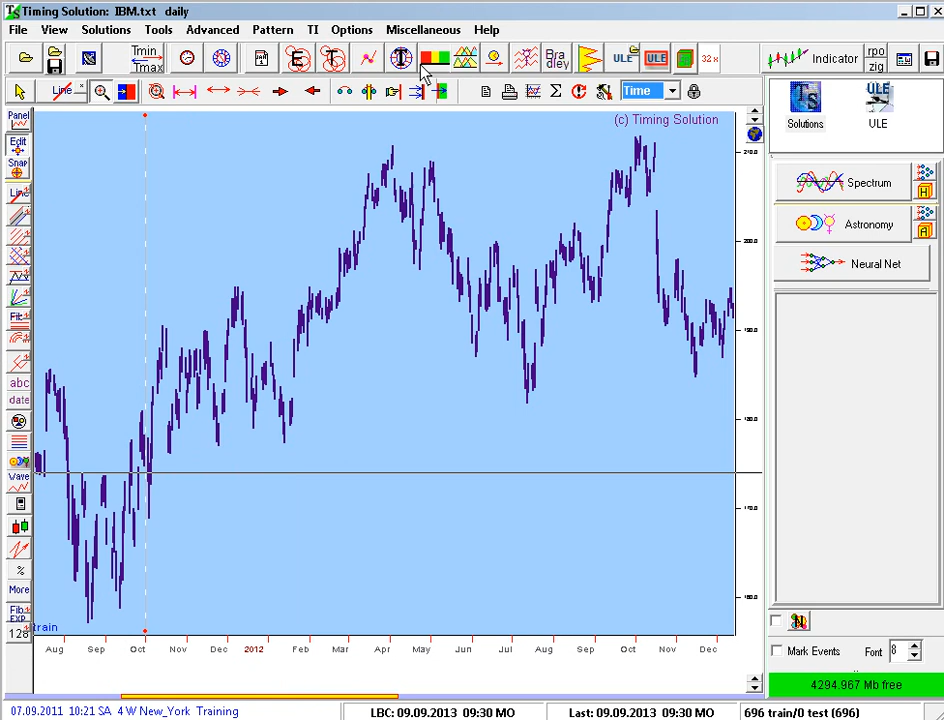 Timing Solution: IBM.txt daily
File View Solutions Tools Advanced Pattern TI Options Miscellaneous Help
Tmin
Tmax
E T T Bra
dley ULE ULE 32x Indicator rpo
zig
Line Time
Panel
Edit
Snap
Line
Fib
abc
date
Wave
%
More
Fib
EXP
128
(c) Timing Solution
train
Aug Sep Oct Nov Dec 2012 Feb Mar Apr May Jun Jul Aug Sep Oct Nov Dec
Solutions ULE
Spectrum
H
Astronomy
A
Neural Net
N
Mark Events Font 8
4294.967 Mb free
07.09.2011 10:21 SA 4 W New_York Training LBC: 09.09.2013 09:30 MO Last: 09.09.2013 09:30 MO 696 train/0 test (696)